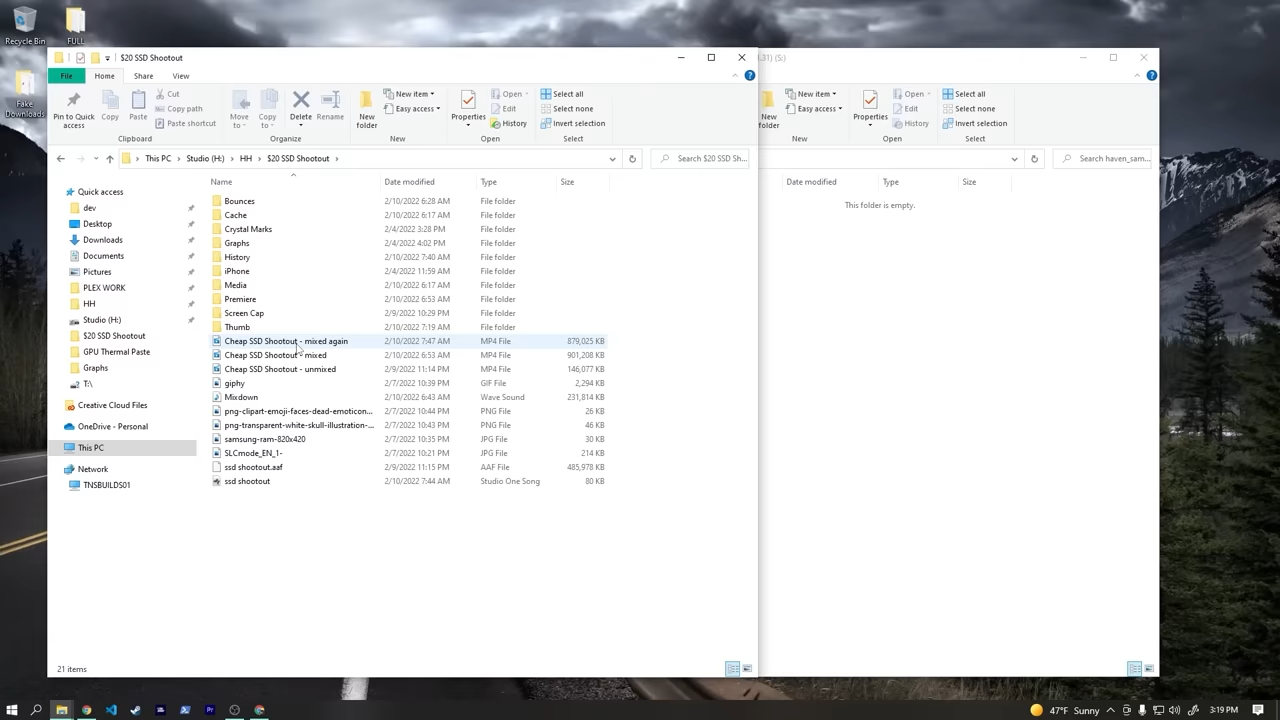 Recycle Bin
FULL
Fake
Downloads
$20 SSD Shootout
File Home Share View
Pin to Quick access
Copy
Paste
Cut
Copy path
Paste shortcut
Clipboard
Move to
Copy to
Delete
Rename
Organize
New folder
New item
Easy access
New
Properties
Open
Edit
History
Open
Select all
Select none
Invert selection
Select
This PC Studio (H:) HH $20 SSD Shootout
Search $20 SSD Sh...
Name Date modified Type Size
Quick access
dev
Desktop
Downloads
Documents
Pictures
PLEX WORK
HH
Studio (H:)
$20 SSD Shootout
GPU Thermal Paste
Graphs
T:\
Creative Cloud Files
OneDrive - Personal
This PC
Network
TNSBUILDS01
Bounces 2/10/2022 6:28 AM File folder
Cache 2/10/2022 6:17 AM File folder
Crystal Marks 2/4/2022 3:28 PM File folder
Graphs 2/4/2022 4:02 PM File folder
History 2/10/2022 7:40 AM File folder
iPhone 2/4/2022 11:59 AM File folder
Media 2/10/2022 6:17 AM File folder
Premiere 2/10/2022 6:53 AM File folder
Screen Cap 2/9/2022 10:29 PM File folder
Thumb 2/10/2022 7:19 AM File folder
Cheap SSD Shootout - mixed again 2/10/2022 7:47 AM MP4 File 879,025 KB
Cheap SSD Shootout - mixed 2/10/2022 6:53 AM MP4 File 901,208 KB
Cheap SSD Shootout - unmixed 2/9/2022 11:14 PM MP4 File 146,077 KB
giphy 2/7/2022 10:39 PM GIF File 2,294 KB
Mixdown 2/10/2022 6:43 AM Wave Sound 231,814 KB
png-clipart-emoji-faces-dead-emoticon... 2/7/2022 10:44 PM PNG File 26 KB
png-transparent-white-skull-illustration-... 2/7/2022 10:43 PM PNG File 46 KB
samsung-ram-820x420 2/7/2022 10:35 PM JPG File 30 KB
SLCmode_EN_1- 2/7/2022 10:21 PM JPG File 214 KB
ssd shootout.aaf 2/9/2022 11:15 PM AAF File 485,978 KB
ssd shootout 2/10/2022 7:44 AM Studio One Song 80 KB
21 items
.31) (S:)
New folder
New item
Easy access
New
Properties
Open
Edit
History
Open
Select all
Select none
Invert selection
Select
Search haven_sam...
Date modified Type Size
This folder is empty.
47°F Sunny
3:19 PM